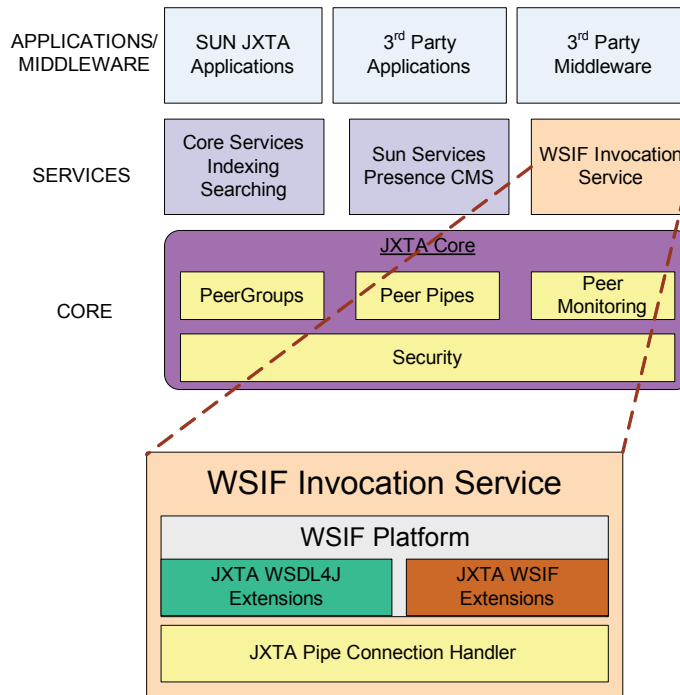 APPLICATIONS/
MIDDLEWARE
SUN JXTA
Applications
3rd Party
Applications
3rd Party
Middleware
SERVICES
Core Services
Indexing
Searching
Sun Services
Presence CMS
WSIF Invocation
Service
CORE
JXTA Core
PeerGroups
Peer Pipes
Peer
Monitoring
Security
WSIF Invocation Service
WSIF Platform
JXTA WSDL4J
Extensions
JXTA WSIF
Extensions
JXTA Pipe Connection Handler